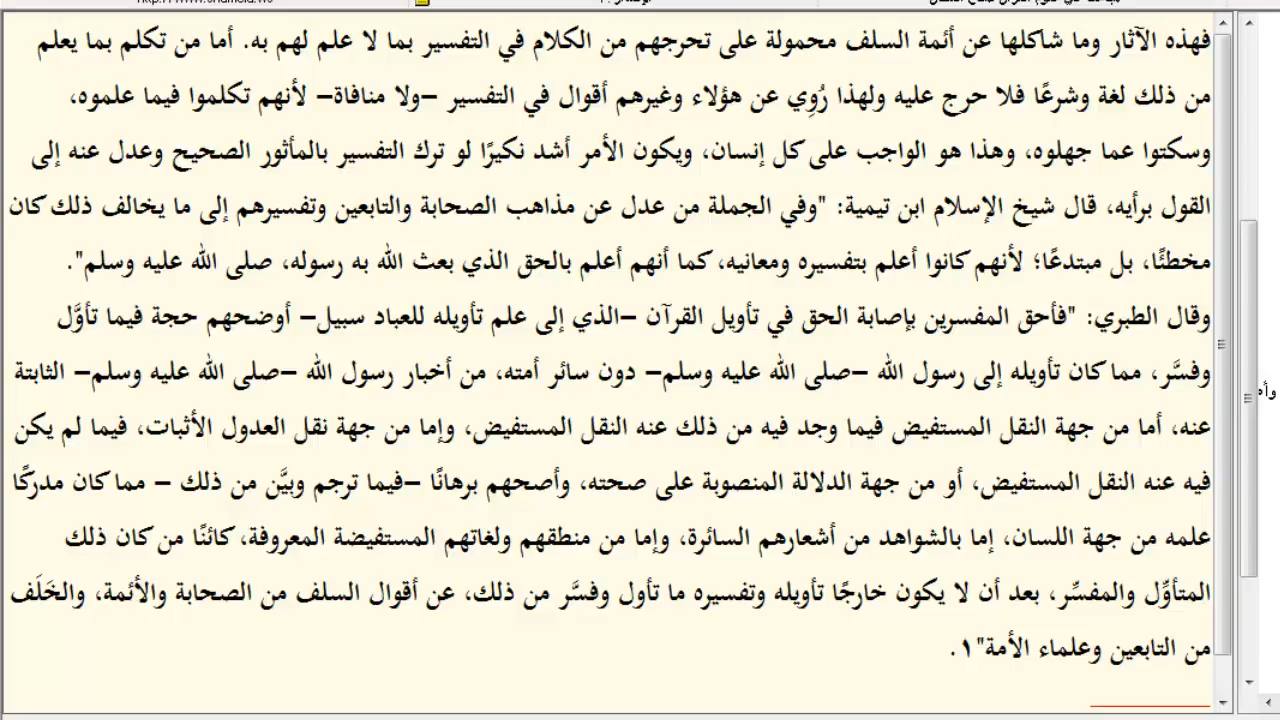 فهذه الآثار وما شاكلها عن أئمة السلف محمولة على تحرجهم من الكلام في التفسير بما لا علم لهم به. أما من تكلم بما يعلم
من ذلك لغة وشرعًا فلا حرج عليه ولهذا رُوِي عن هؤلاء وغيرهم أقوال في التفسير –ولا منافاة– لأنهم تكلموا فيما علموه،
وسكتوا عما جهلوه، وهذا هو الواجب على كل إنسان، ويكون الأمر أشد نكيرًا لو ترك التفسير بالمأثور الصحيح وعدل عنه إلى
القول برأيه، قال شيخ الإسلام ابن تيمية: "وفي الجملة من عدل عن مذاهب الصحابة والتابعين وتفسيرهم إلى ما يخالف ذلك كان
مخطئًا، بل مبتدعًا؛ لأنهم كانوا أعلم بتفسيره ومعانيه، كما أنهم أعلم بالحق الذي بعث الله به رسوله، صلى الله عليه وسلم".
وقال الطبري: "فأحق المفسرين بإصابة الحق في تأويل القرآن –الذي إلى علم تأويله للعباد سبيل– أوضحهم حجة فيما تأوَّل
وفسَّر، مما كان تأويله إلى رسول الله –صلى الله عليه وسلم– دون سائر أمته، من أخبار رسول الله –صلى الله عليه وسلم– الثابتة
عنه، أما من جهة النقل المستفيض فيما وجد فيه من ذلك عنه النقل المستفيض، وإما من جهة نقل العدول الأثبات، فيما لم يكن
فيه عنه النقل المستفيض، أو من جهة الدلالة المنصوبة على صحته، وأصحهم برهانًا –فيما ترجم وبيَّن من ذلك – مما كان مدركًا
علمه من جهة اللسان، إما بالشواهد من أشعارهم السائرة، وإما من منطقهم ولغاتهم المستفيضة المعروفة، كائنًا من كان ذلك
المتأوِّل والمفسِّر، بعد أن لا يكون خارجًا تأويله وتفسيره ما تأول وفسَّر من ذلك، عن أقوال السلف من الصحابة والأئمة، والخَلَف
من التابعين وعلماء الأمة"١.